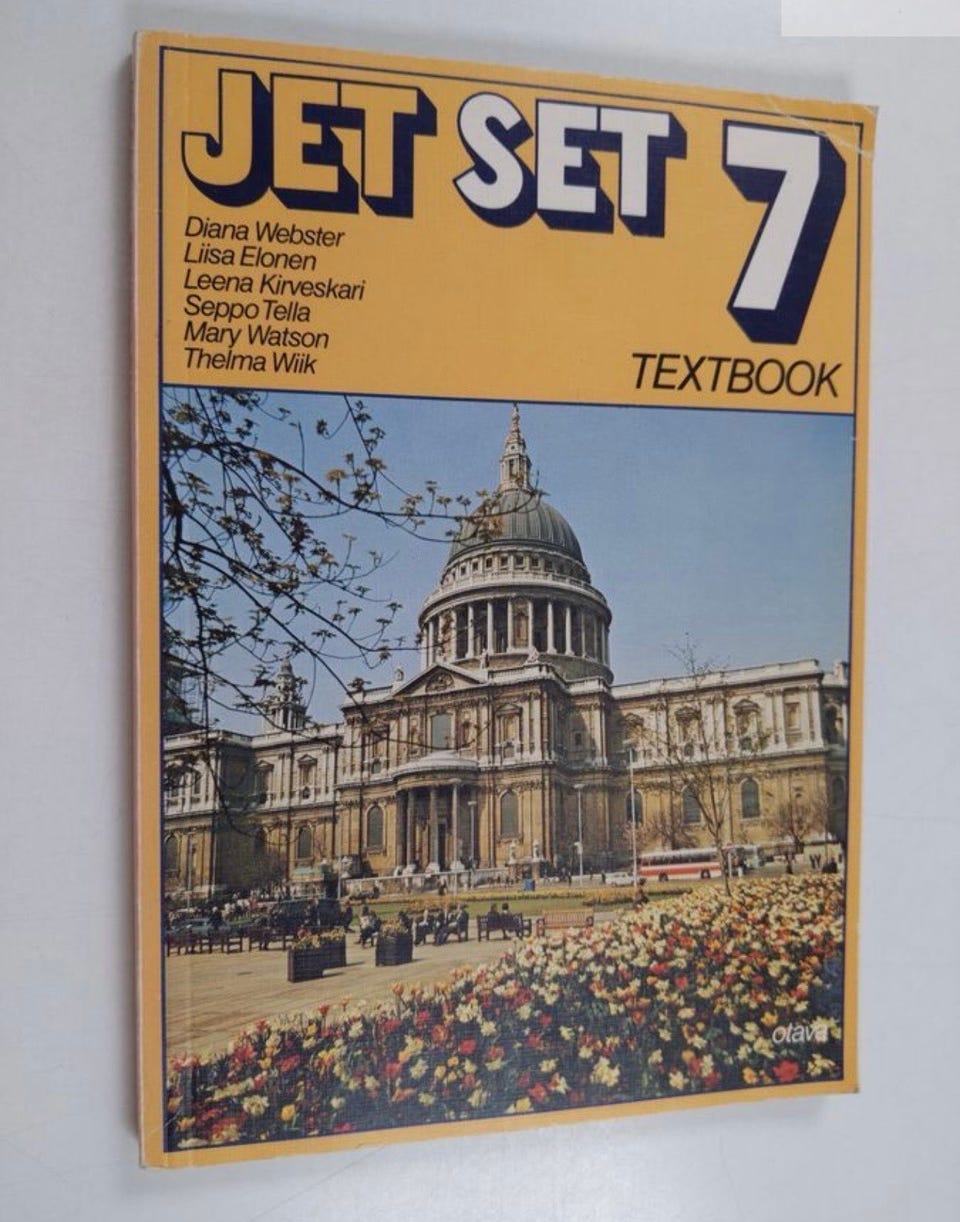 JET SET 7
Diana Webster
Liisa Elonen
Leena Kirveskari
Seppo Tella
Mary Watson
Thelma Wiik
TEXTBOOK
otava